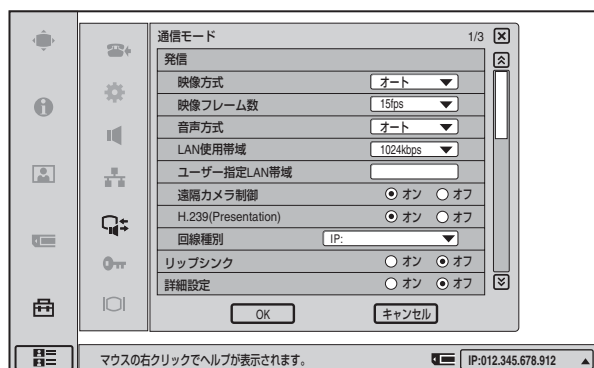 通信モード 1/3
発信
映像方式 オート
映像フレーム数 15fps
音声方式 オート
LAN使用帯域 1024kbps
ユーザー指定LAN帯域
遠隔カメラ制御 オン オフ
H.239(Presentation) オン オフ
回線種別 IP:
リップシンク オン オフ
詳細設定 オン オフ
OK キャンセル
マウスの右クリックでヘルプが表示されます。 IP:012.345.678.912